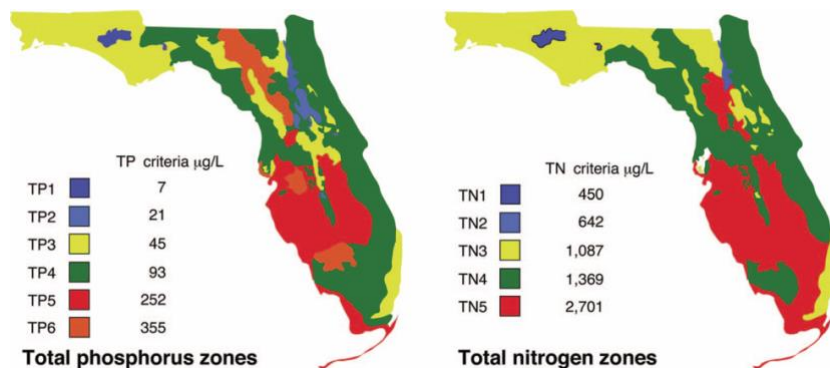 TP criteria μg/L
TP1 7
TP2 21
TP3 45
TP4 93
TP5 252
TP6 355
Total phosphorus zones
TN criteria μg/L
TN1 450
TN2 642
TN3 1,087
TN4 1,369
TN5 2,701
Total nitrogen zones